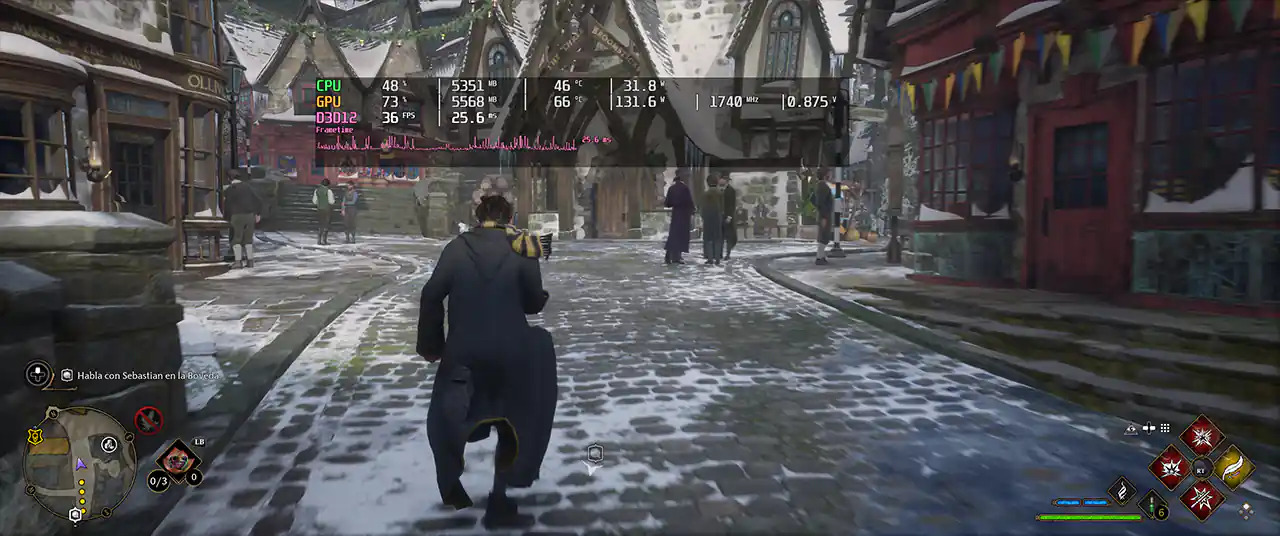 OLLI
CPU 48 % 5351 MB 46 °C 31.8 W
GPU 73 % 5568 MB 66 °C 131.6 W 1740 MHz 0.875 V
D3D12 36 FPS 25.6 ms
Frametime
25.6 ms
Habla con Sebastian en la Bóveda
LB
0/3
0
RT
6